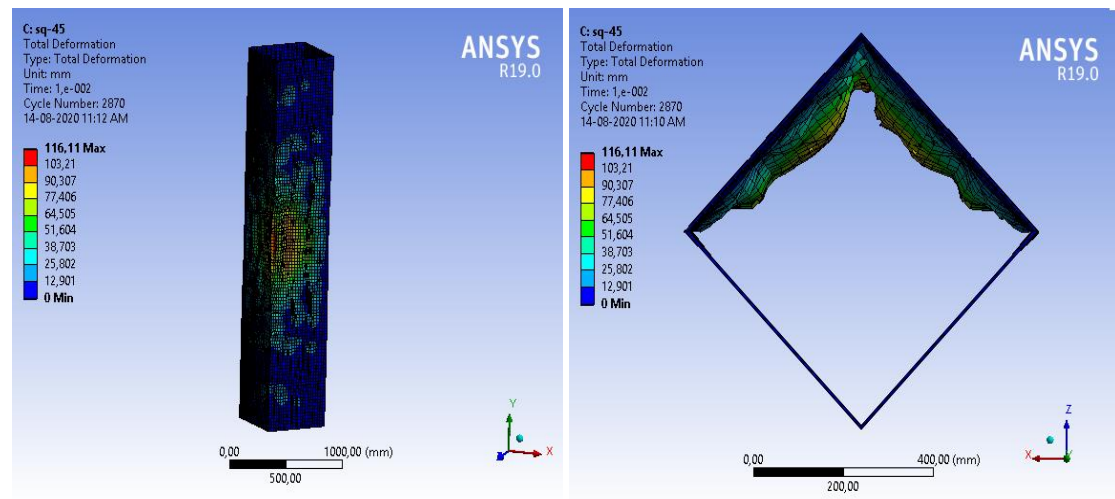 C: sq-45
Total Deformation
Type: Total Deformation
Unit: mm
Time: 1,e-002
Cycle Number: 2870
14-08-2020 11:12 AM
116,11 Max
103,21
90,307
77,406
64,505
51,604
38,703
25,802
12,901
0 Min
ANSYS
R19.0
0,00
1000,00 (mm)
500,00
Y
X
Z
C: sq-45
Total Deformation
Type: Total Deformation
Unit: mm
Time: 1,e-002
Cycle Number: 2870
14-08-2020 11:10 AM
116,11 Max
103,21
90,307
77,406
64,505
51,604
38,703
25,802
12,901
0 Min
ANSYS
R19.0
0,00
400,00 (mm)
200,00
Z
X
Y